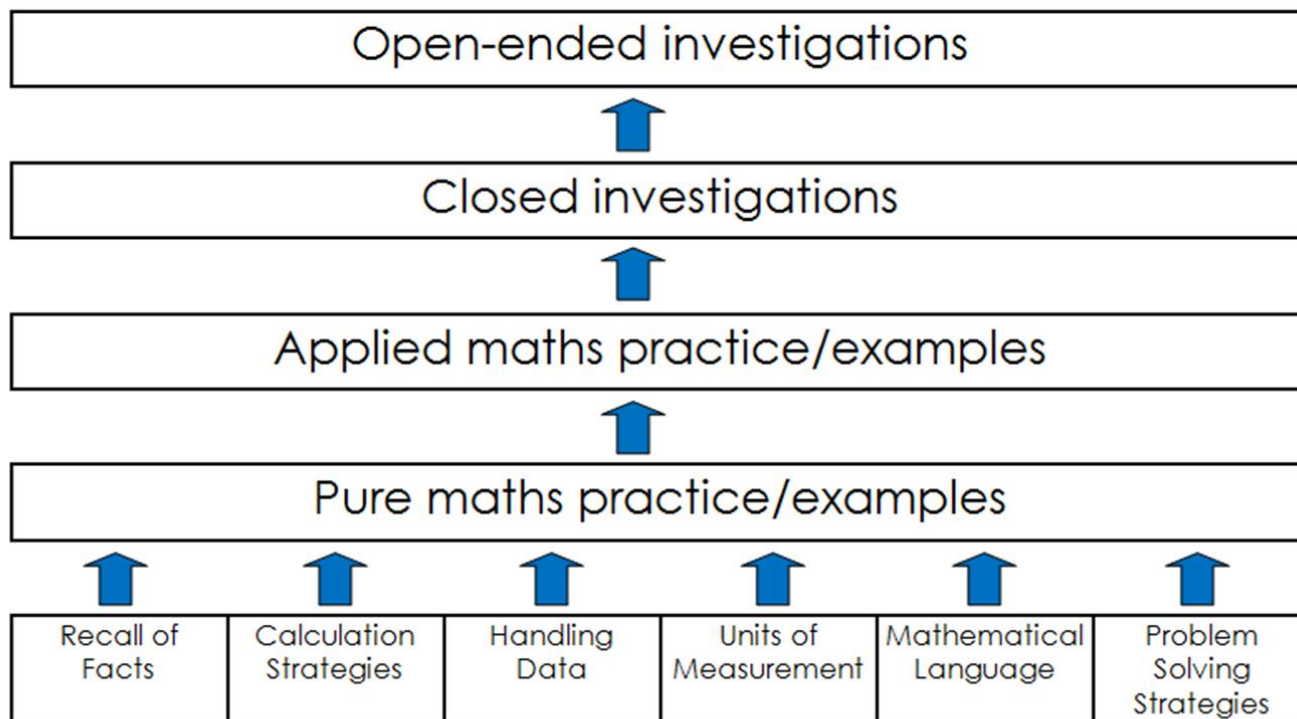 Open-ended investigations
Closed investigations
Applied maths practice/examples
Pure maths practice/examples
Recall of
Facts
Calculation
Strategies
Handling
Data
Units of
Measurement
Mathematical
Language
Problem
Solving
Strategies